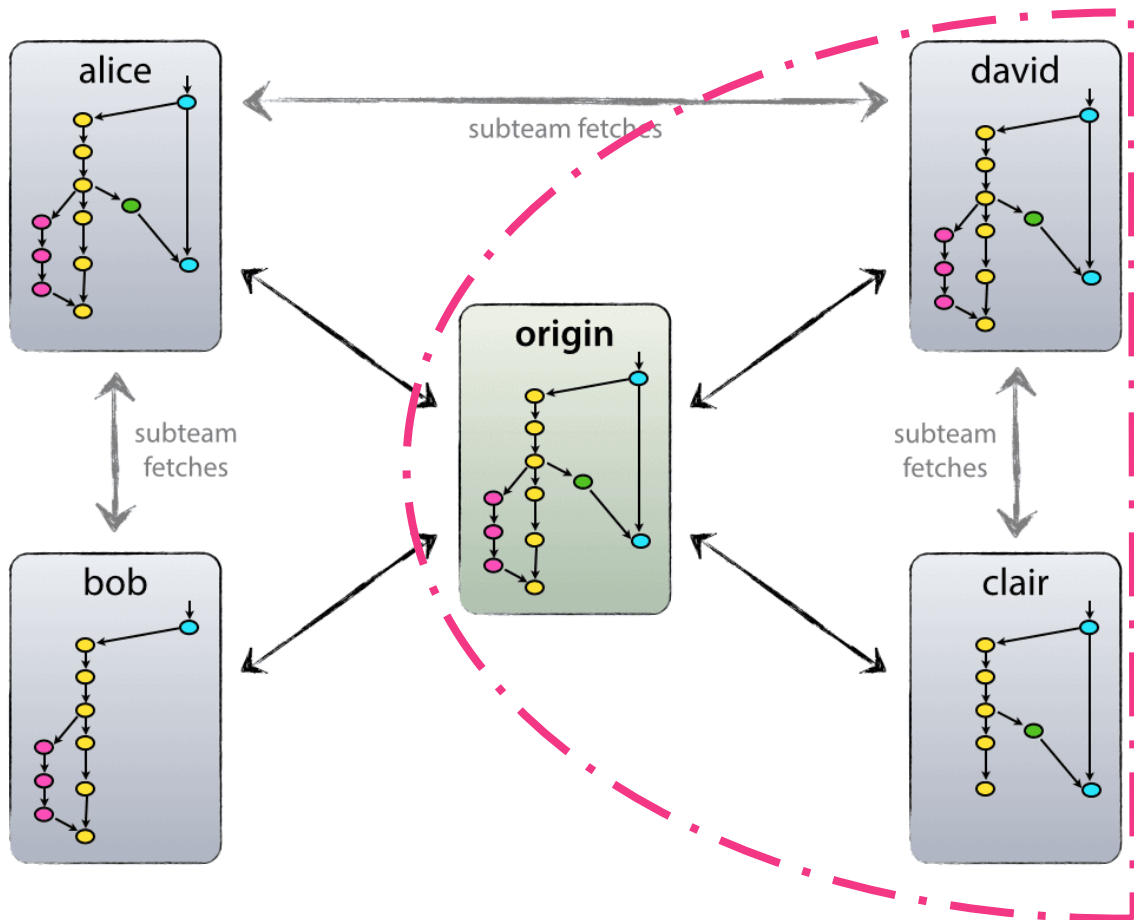 alice
david
subteam fetches
origin
subteam
fetches
subteam
fetches
bob
clair